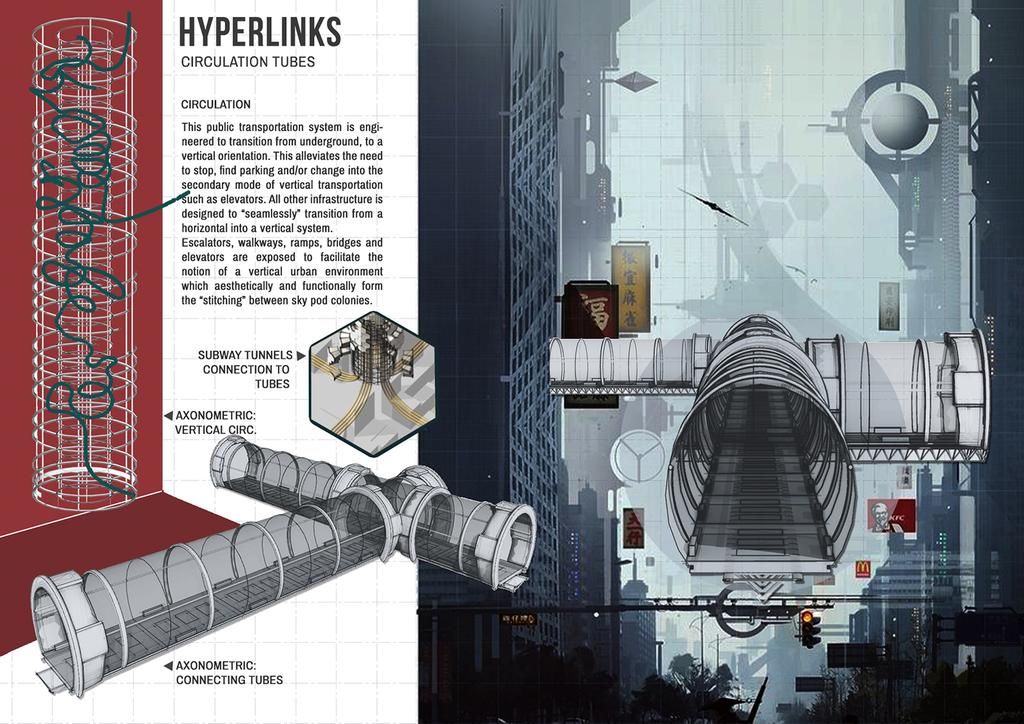 HYPERLINKS
CIRCULATION TUBES
CIRCULATION
This public transportation system is engi-
neered to transition from underground, to a
vertical orientation. This alleviates the need
to stop, find parking and/or change into the
secondary mode of vertical transportation
such as elevators. All other infrastructure is
designed to “seamlessly” transition from a
horizontal into a vertical system.
Escalators, walkways, ramps, bridges and
elevators are exposed to facilitate the
notion of a vertical urban environment
which aesthetically and functionally form
the “stitching” between sky pod colonies.
SUBWAY TUNNELS
CONNECTION TO
TUBES
AXONOMETRIC:
VERTICAL CIRC.
AXONOMETRIC:
CONNECTING TUBES
福
KFC